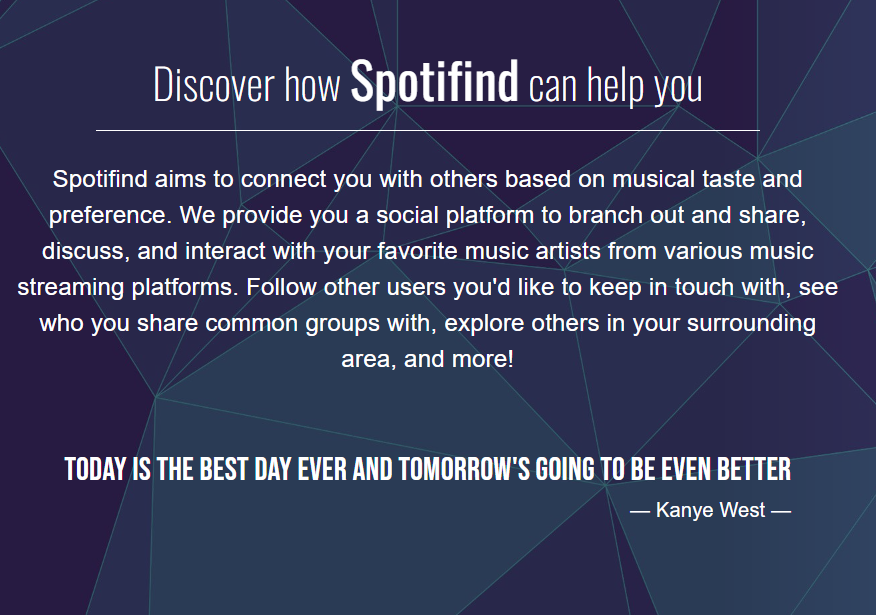 Discover how Spotifind can help you
Spotifind aims to connect you with others based on musical taste and
preference. We provide you a social platform to branch out and share,
discuss, and interact with your favorite music artists from various music
streaming platforms. Follow other users you'd like to keep in touch with, see
who you share common groups with, explore others in your surrounding
area, and more!
TODAY IS THE BEST DAY EVER AND TOMORROW'S GOING TO BE EVEN BETTER
— Kanye West —